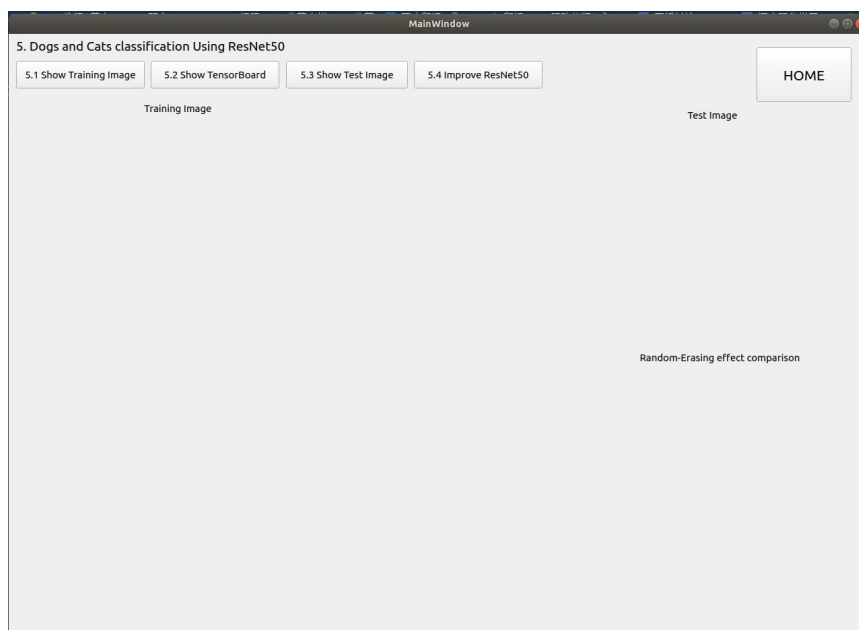 MainWindow
5. Dogs and Cats classification Using ResNet50
5.1 Show Training Image
5.2 Show TensorBoard
5.3 Show Test Image
5.4 Improve ResNet50
HOME
Training Image
Test Image
Random-Erasing effect comparison